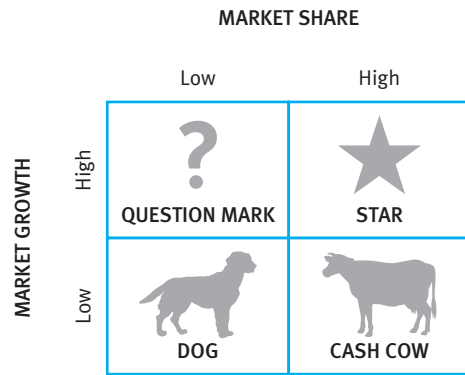 MARKET SHARE
Low High
MARKET GROWTH
High
?
QUESTION MARK STAR
Low
DOG CASH COW